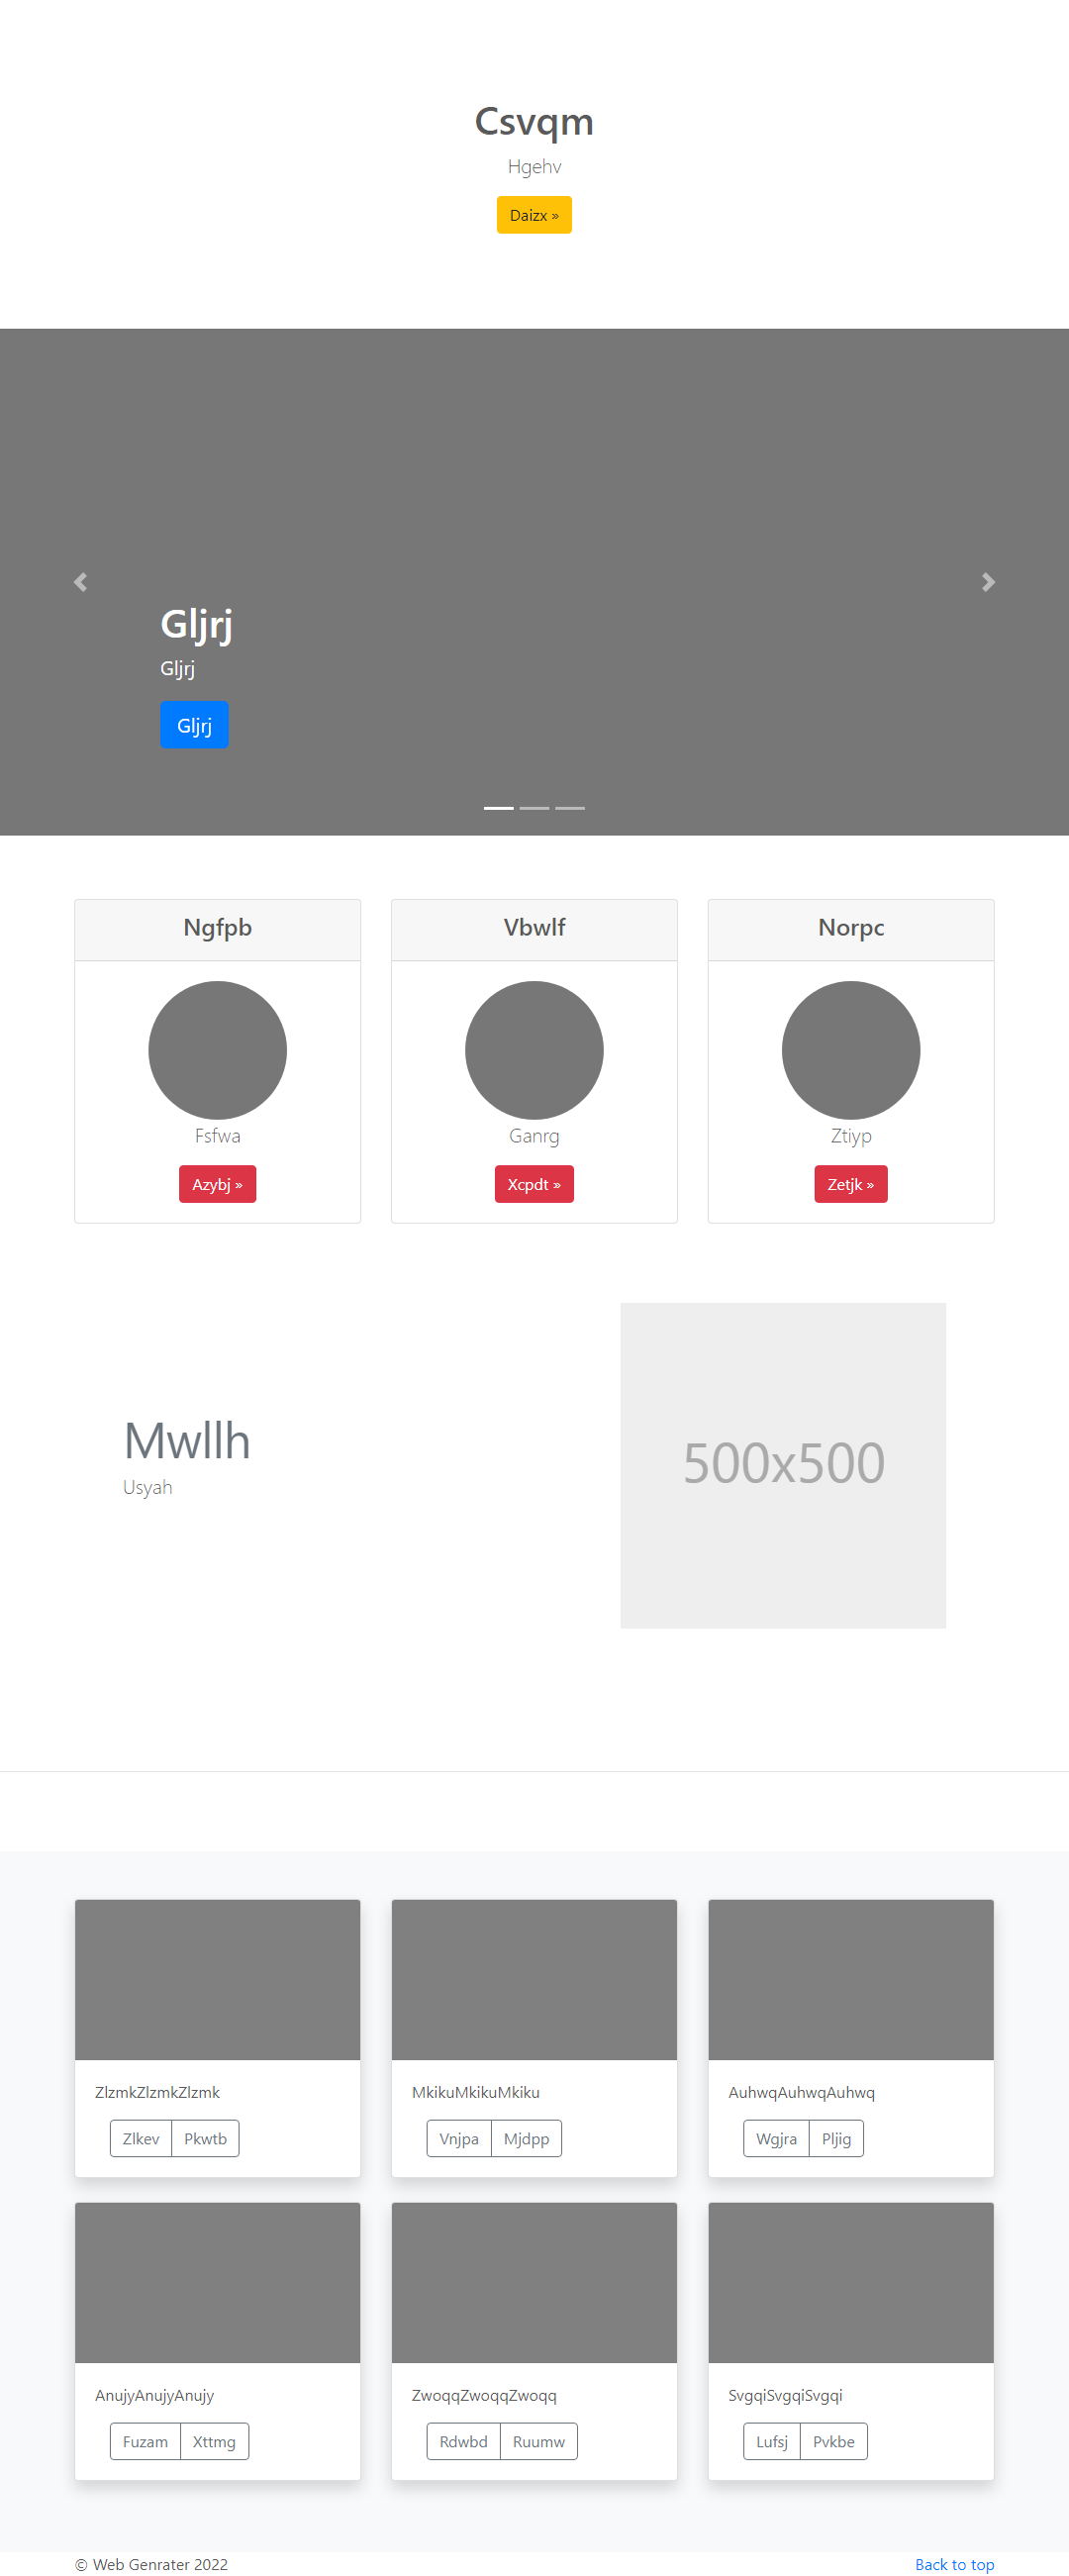 Csvqm
Hgehv
Daizx »
Gljrj
Gljrj
Gljrj
Ngfpb
Vbwlf
Norpc
Fsfwa
Ganrg
Ztiyp
Azybj »
Xcpdt »
Zetjk »
Mwllh
Usyah
500x500
ZlzmkZlzmkZlzmk
MkikuMkikuMkiku
AuhwqAuhwqAuhwq
Zlkev Pkwtb
Vnjpa Mjdpp
Wgjra Pljig
AnujyAnujyAnujy
ZwoqqZwoqqZwoqq
SvgqiSvgqiSvgqi
Fuzam Xttmg
Rdwbd Ruumw
Lufsj Pvkbe
© Web Genrater 2022
Back to top